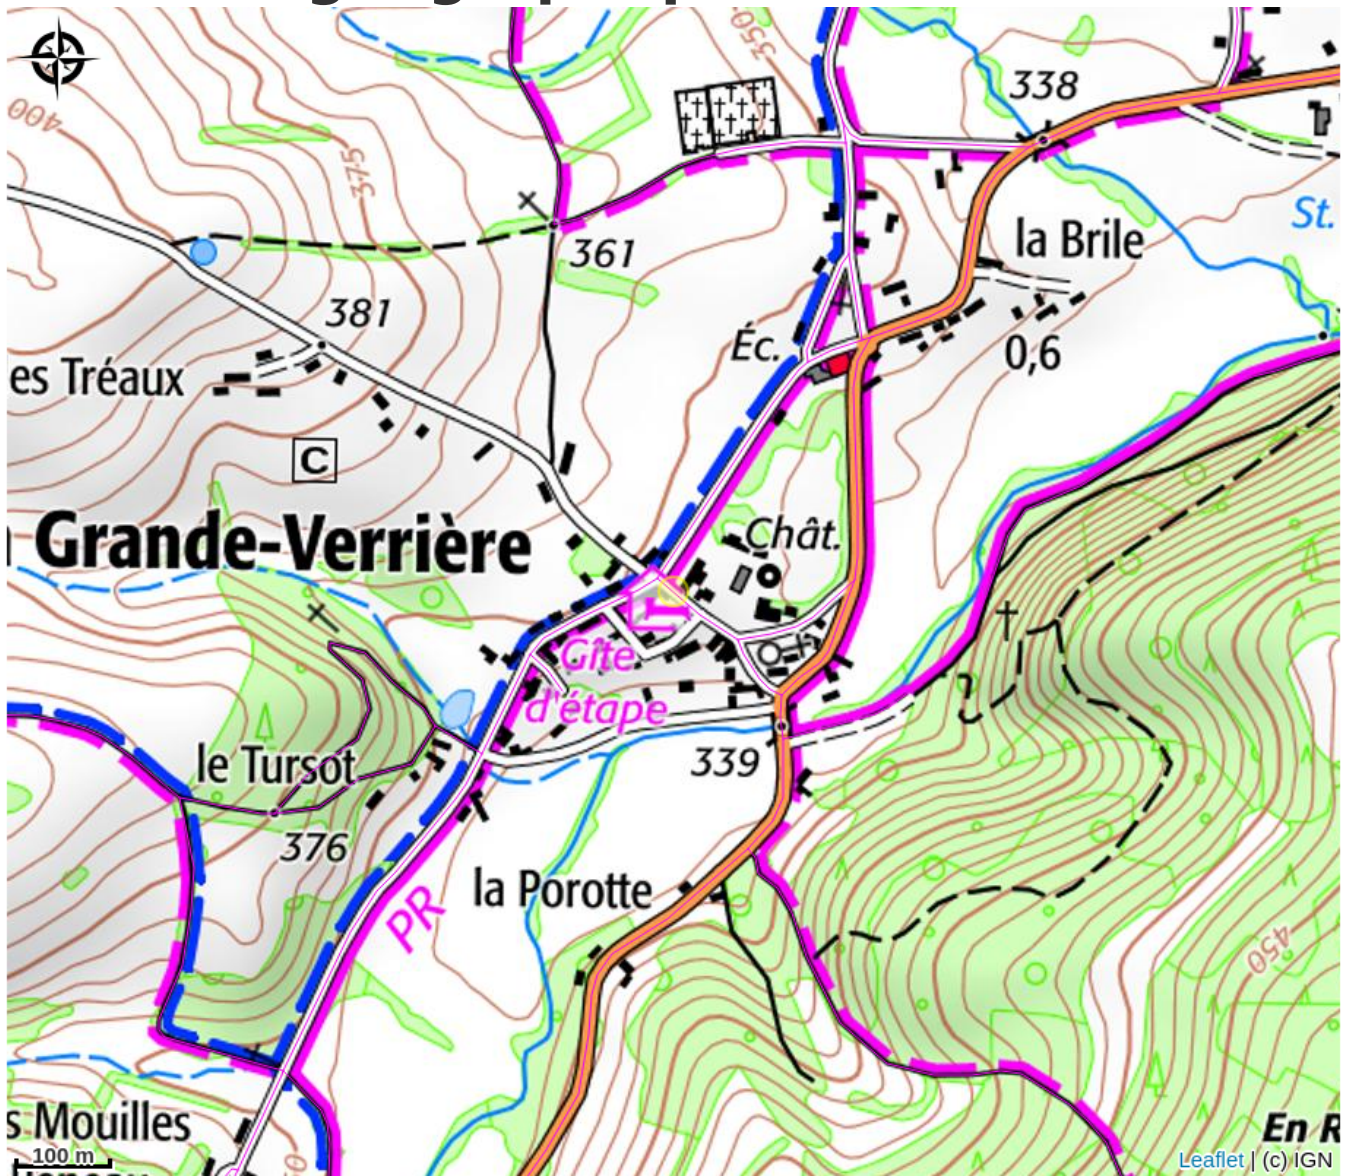 350
338
400
375
St.
la Brile
361
381
Éc.
0,6
es Tréaux
C
Grande-Verrière
Chât.
Gîte
d'étape
339
le Tursot
376
la Porotte
PR
450
s Mouilles
En R
100 m
Leaflet | (c) IGN